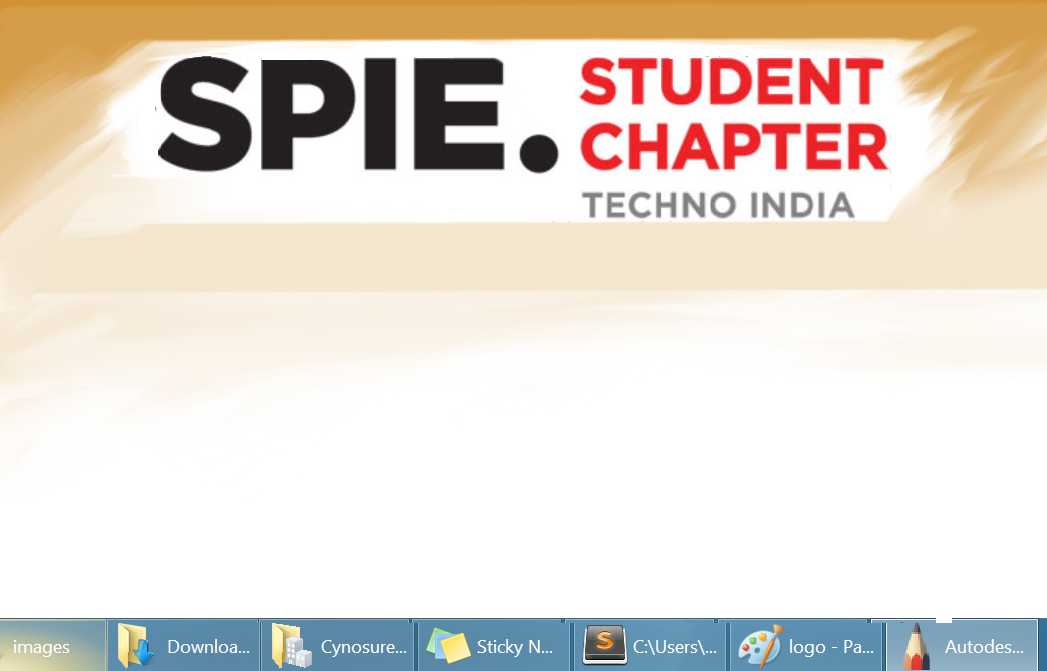 SPIE.
STUDENT
CHAPTER
TECHNO INDIA
images
Downloa...
Cynosure...
Sticky N...
S
C:\Users\...
logo - Pa...
Autodes...